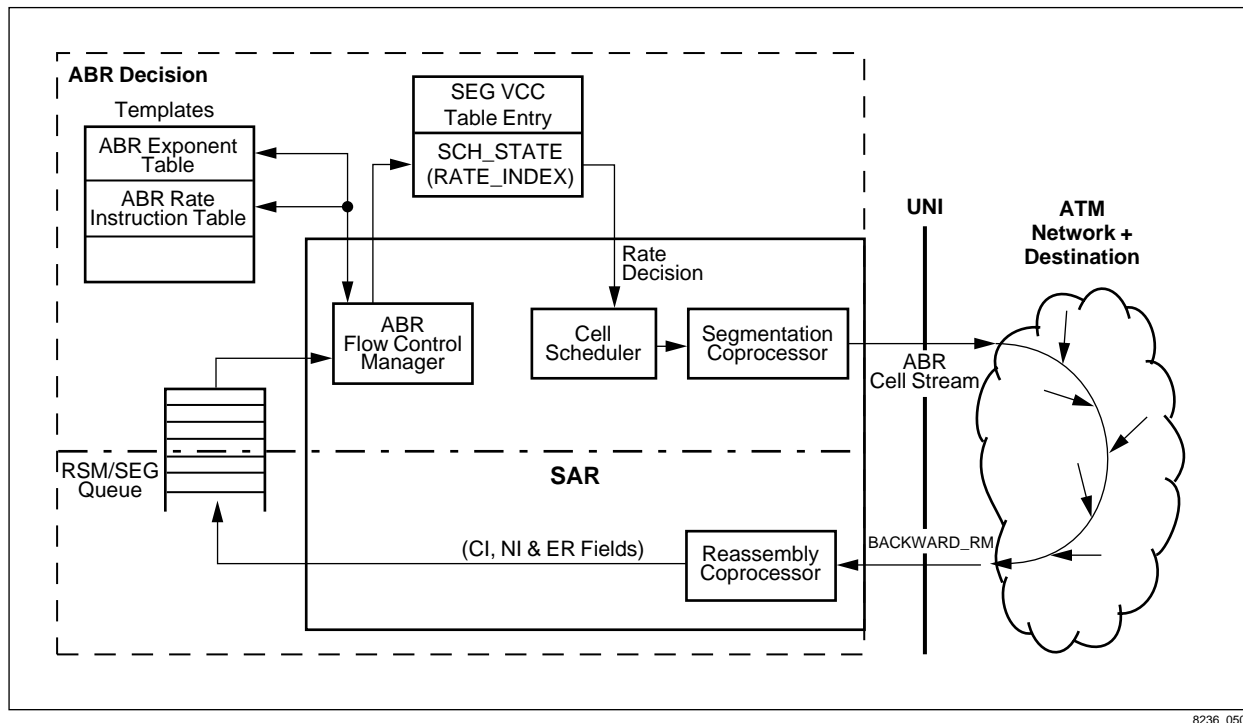 ABR Decision
Templates
ABR Exponent
Table
ABR Rate
Instruction Table
SEG VCC
Table Entry
SCH_STATE
(RATE_INDEX)
UNI
ATM
Network +
Destination
Rate
Decision
ABR
Flow Control
Manager
Cell
Scheduler
Segmentation
Coprocessor
ABR
Cell Stream
RSM/SEG
Queue
SAR
(CI, NI & ER Fields)
Reassembly
Coprocessor
BACKWARD_RM
8236_050